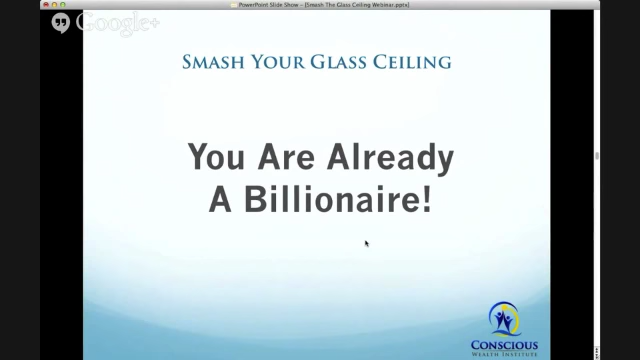 PowerPoint Slide Show - [Smash The Glass Ceiling Webinar.pptx]
Google+
SMASH YOUR GLASS CEILING
You Are Already
A Billionaire!
CONSCIOUS
WEALTH INSTITUTE